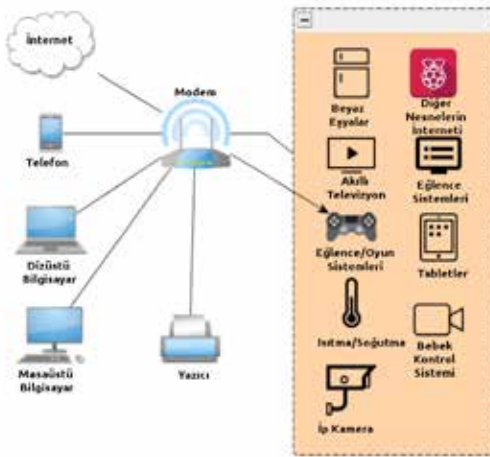 İnternet
Modem
Telefon
Dizüstü
Bilgisayar
Masaüstü
Bilgisayar
Yazıcı
Beyaz
Eşyalar
Diğer
Nesnelerin
İnterneti
Akıllı
Televizyon
Eğlence
Sistemleri
Eğlence/Oyun
Sistemleri
Tabletler
Isıtma/Soğutma
Bebek
Kontrol
Sistemi
İp Kamera